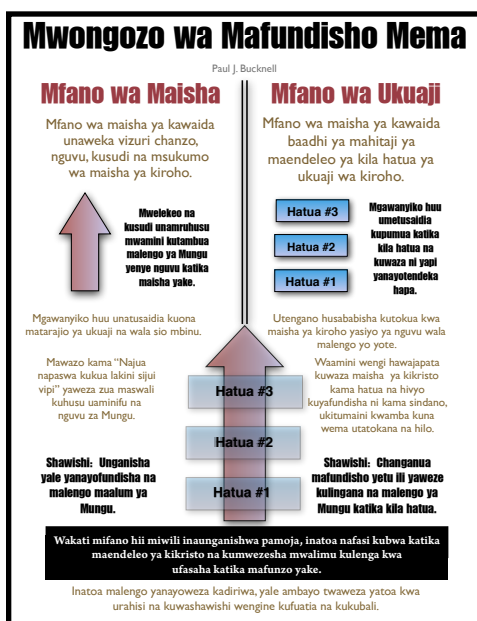 Mwongozo wa Mafundisho Mema
Paul J. Bucknell
Mfano wa Maisha
Mfano wa maisha ya kawaida
unaweka vizuri chanzo,
nguvu, kusudi na msukumo
wa maisha ya kiroho.
Mwelekeo na
kusudi unamruhusu
mwamini kutambua
malengo ya Mungu
yenye nguvu katika
maisha yake.
Mgawanyiko huu unatusaidia kuona
matarajio ya ukuaji na wala sio mbinu.
Mawazo kama “Najua
napaswa kukua lakini sijui
vipi” yaweza zua maswali
kuhusu uaminifu na
nguvu za Mungu.
Shawishi: Unganisha
yale yanayofundisha na
malengo maalum ya
Mungu.
Mfano wa Ukuaji
Mfano wa maisha ya kawaida
baadhi ya mahitaji ya
maendeleo ya kila hatua ya
ukuaji wa kiroho.
Hatua #3
Hatua #2
Hatua #1
Mgawanyiko huu
umetusaidia
kupumua katika
kila hatua na
kuwaza ni yapi
yanayotendeka
hapa.
Utengano husababisha kutokua kwa
maisha ya kiroho yasiyo ya nguvu wala
malengo yo yote.
Waamini wengi hawajapata
kuwaza maisha ya kikristo
kama hatua na hivyo
kuyafundisha ni kama sindano,
ukitumaini kwamba kuna
wema utatokana na hilo.
Shawishi: Changanua
mafundisho yetu ili yaweze
kulingana na malengo ya
Mungu katika kila hatua.
Hatua #3
Hatua #2
Hatua #1
Wakati mifano hii miwili inaunganishwa pamoja, inatoa nafasi kubwa katika
maendeleo ya kikristo na kumwezesha mwalimu kulenga kwa
ufasaha katika mafunzo yake.
Inatoa malengo yanayoweza kadiriwa, yale ambayo twaweza yatoa kwa
urahisi na kuwashawishi wengine kufuatia na kukubali.